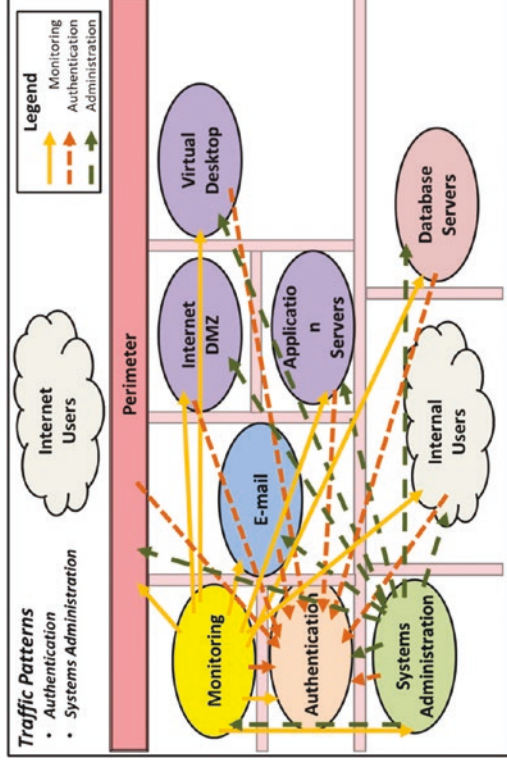 Traffic Patterns
• Authentication
• Systems Administration
Internet
Users
Legend
Monitoring
Authentication
Administration
Perimeter
Monitoring
E-mail
Internet
DMZ
Virtual
Desktop
Authentication
Applicatio
n
Servers
Systems
Administration
Internal
Users
Database
Servers